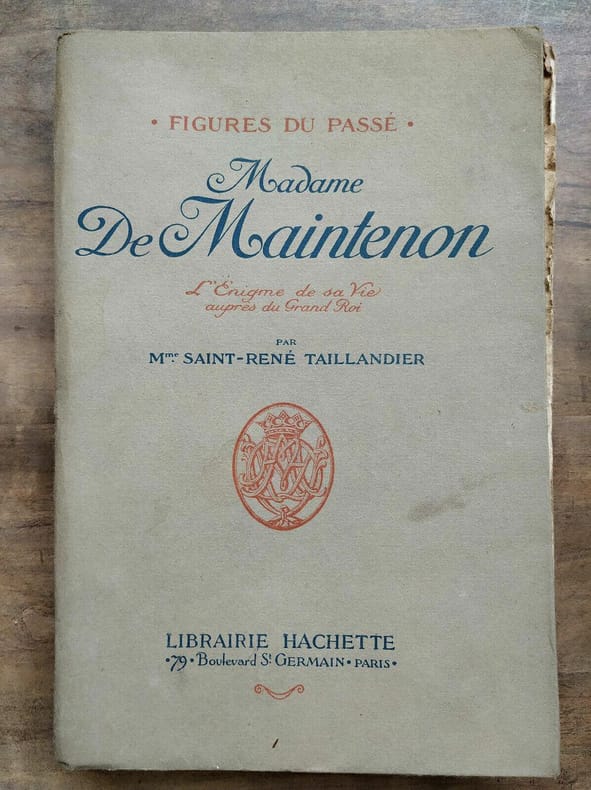 • FIGURES DU PASSÉ •
Madame
De Maintenon
L'Énigme de sa Vie
auprès du Grand Roi
PAR
Mme SAINT-RENÉ TAILLANDIER
LIBRAIRIE HACHETTE
•79• Boulevard St GERMAIN • PARIS •